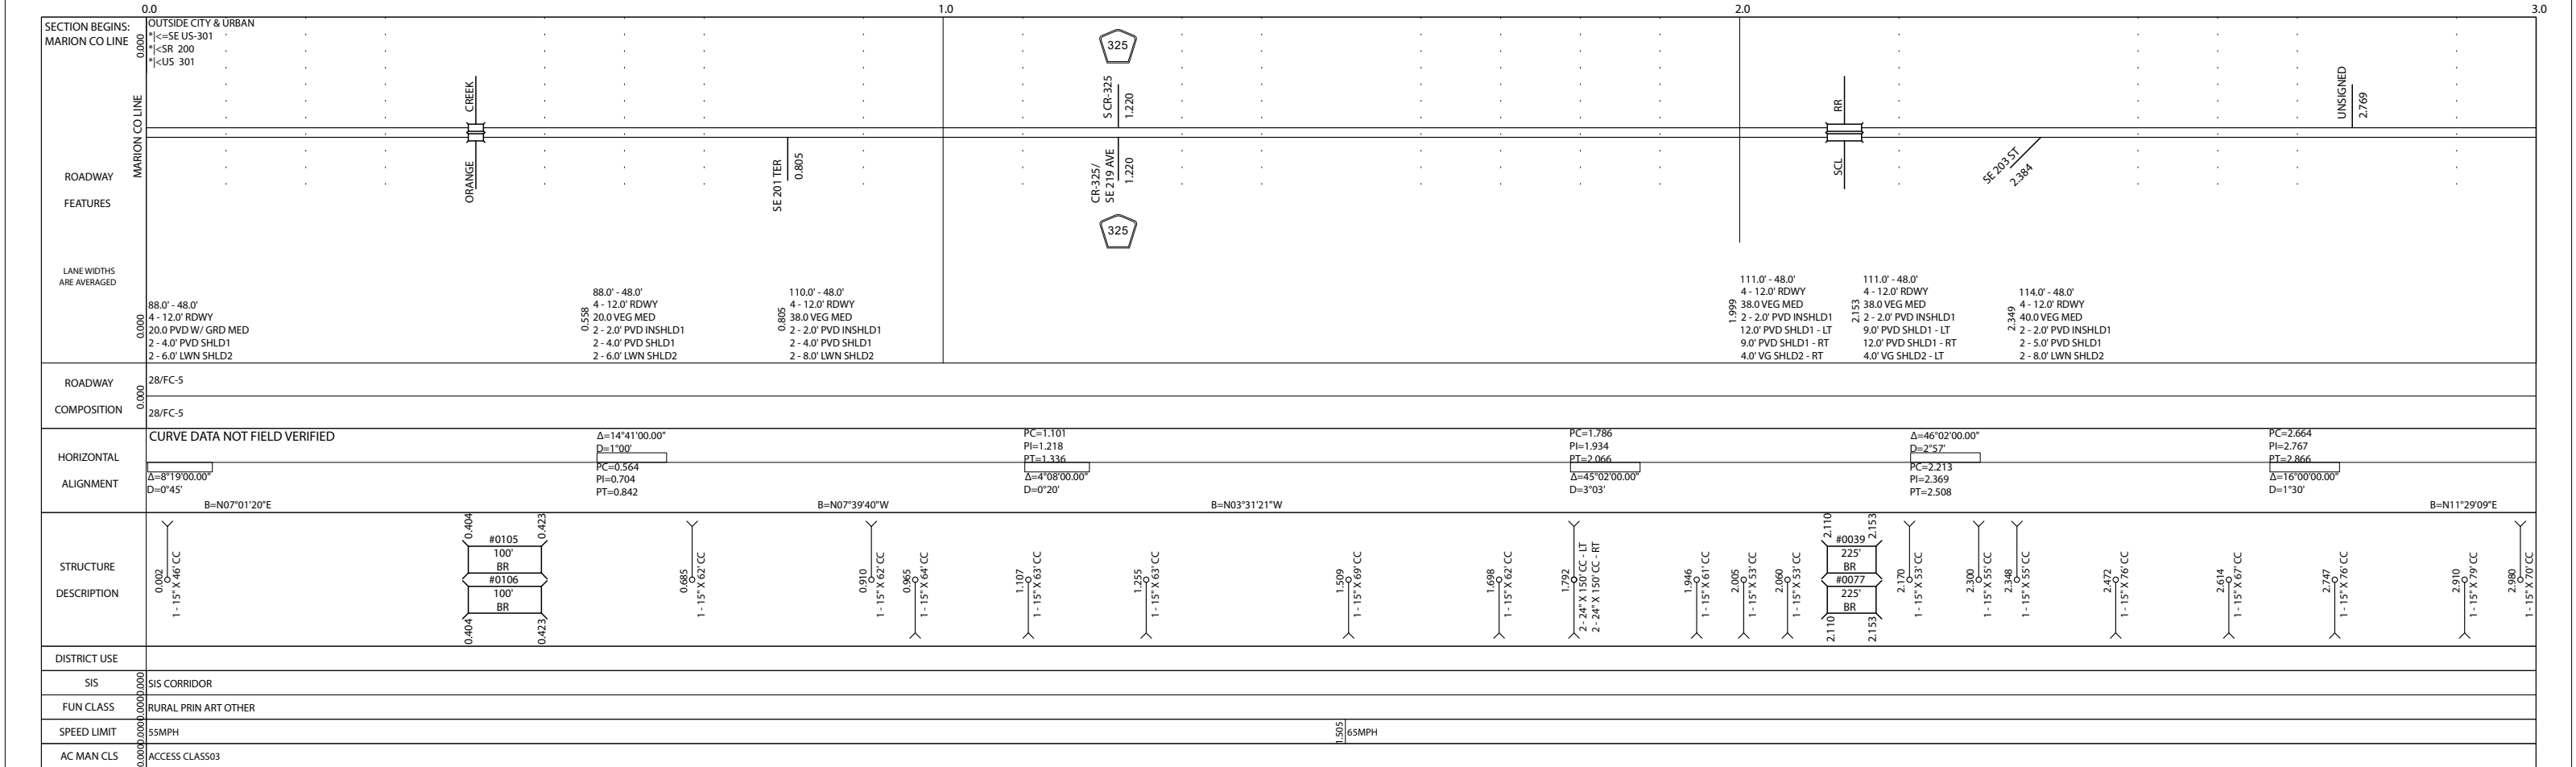 0.0
1.0
2.0
3.0
SECTION BEGINS:
MARION CO LINE
0.000
OUTSIDE CITY & URBAN
*|<=SE US-301
*|<SR 200
*|<US 301
MARION CO LINE
ROADWAY
FEATURES
CREEK
ORANGE
SE 201 TER
0.805
325
S CR-325
1.220
CR-325/
SE 219 AVE
1.220
325
RR
SCL
SE 203 ST
2.384
UNSIGNED
2.769
LANE WIDTHS
ARE AVERAGED
0.000
88.0' - 48.0'
4 - 12.0' RDWY
20.0 PVD W/ GRD MED
2 - 4.0' PVD SHLD1
2 - 6.0' LWN SHLD2
0.558
88.0' - 48.0'
4 - 12.0' RDWY
20.0 VEG MED
2 - 2.0' PVD INSHLD1
2 - 4.0' PVD SHLD1
2 - 6.0' LWN SHLD2
0.805
110.0' - 48.0'
4 - 12.0' RDWY
38.0 VEG MED
2 - 2.0' PVD INSHLD1
2 - 4.0' PVD SHLD1
2 - 8.0' LWN SHLD2
1.999
111.0' - 48.0'
4 - 12.0' RDWY
38.0 VEG MED
2 - 2.0' PVD INSHLD1
12.0' PVD SHLD1 - LT
9.0' PVD SHLD1 - RT
4.0' VG SHLD2 - RT
2.153
111.0' - 48.0'
4 - 12.0' RDWY
38.0 VEG MED
2 - 2.0' PVD INSHLD1
9.0' PVD SHLD1 - LT
12.0' PVD SHLD1 - RT
4.0' VG SHLD2 - LT
2.349
114.0' - 48.0'
4 - 12.0' RDWY
40.0 VEG MED
2 - 2.0' PVD INSHLD1
2 - 5.0' PVD SHLD1
2 - 8.0' LWN SHLD2
ROADWAY
COMPOSITION
0.000
28/FC-5
28/FC-5
HORIZONTAL
ALIGNMENT
CURVE DATA NOT FIELD VERIFIED
Δ=8°19'00.00"
D=0°45'
B=N07°01'20"E
Δ=14°41'00.00"
D=1°00'
PC=0.564
PI=0.704
PT=0.842
B=N07°39'40"W
PC=1.101
PI=1.218
PT=1.336
Δ=4°08'00.00"
D=0°20'
B=N03°31'21"W
PC=1.786
PI=1.934
PT=2.066
Δ=45°02'00.00"
D=3°03'
Δ=46°02'00.00"
D=2°57'
PC=2.213
PI=2.369
PT=2.508
PC=2.664
PI=2.767
PT=2.866
Δ=16°00'00.00"
D=1°30'
B=N11°29'09"E
STRUCTURE
DESCRIPTION
0.002
1 - 15" X 46' CC
0.404
0.423
#0105
100'
BR
#0106
100'
BR
0.404
0.423
0.685
1 - 15" X 62' CC
0.910
1 - 15" X 62' CC
0.965
1 - 15" X 64' CC
1.107
1 - 15" X 63' CC
1.255
1 - 15" X 63' CC
1.509
1 - 15" X 69' CC
1.698
1 - 15" X 62' CC
1.792
2 - 24" X 150' CC - LT
2 - 24" X 150' CC - RT
1.946
1 - 15" X 61' CC
2.005
1 - 15" X 53' CC
2.060
1 - 15" X 53' CC
2.110
2.153
#0039
225'
BR
#0077
225'
BR
2.110
2.153
2.170
1 - 15" X 53' CC
2.300
1 - 15" X 55' CC
2.348
1 - 15" X 55' CC
2.472
1 - 15" X 76' CC
2.614
1 - 15" X 67' CC
2.747
1 - 15" X 76' CC
2.910
1 - 15" X 79' CC
2.980
1 - 15" X 70' CC
DISTRICT USE
SIS
0.000
SIS CORRIDOR
FUN CLASS
0.000
RURAL PRIN ART OTHER
SPEED LIMIT
0.000
55MPH
1.505
65MPH
AC MAN CLS
0.000
ACCESS CLASS03